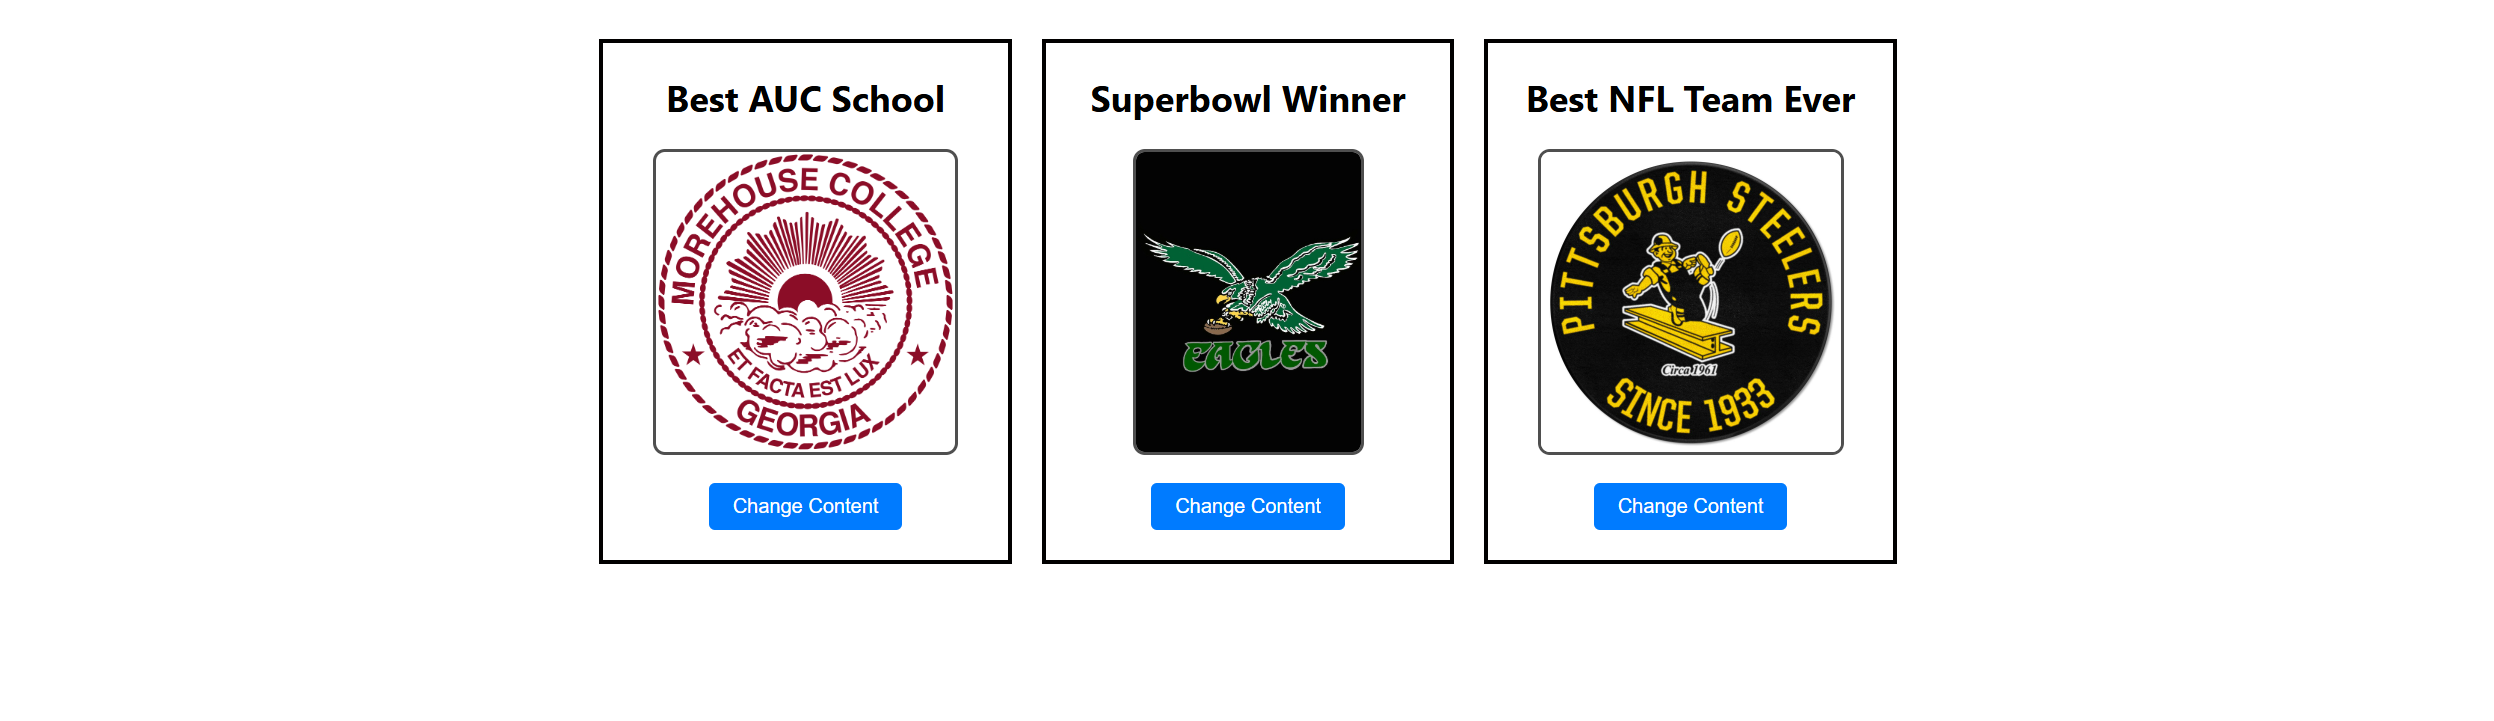 Best AUC School
MOREHOUSE COLLEGE
ET FACTA EST LUX
GEORGIA
Change Content
Superbowl Winner
EAGLES
Change Content
Best NFL Team Ever
PITTSBURGH STEELERS
Circa 1961
SINCE 1933
Change Content